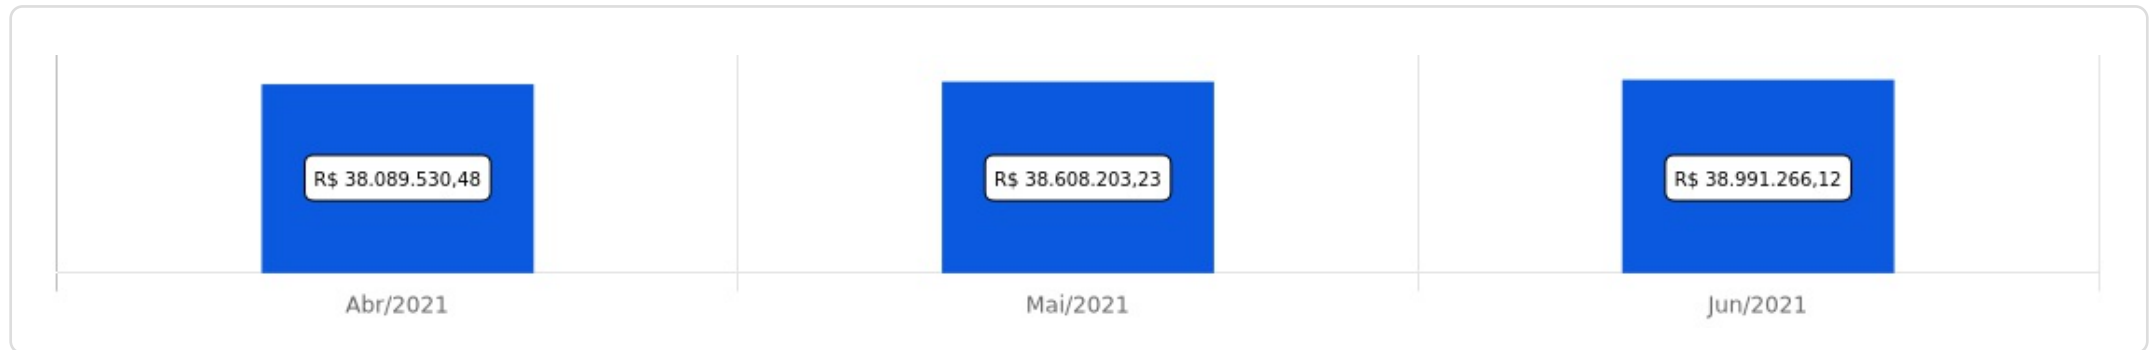 R$ 38.089.530,48
R$ 38.608.203,23
R$ 38.991.266,12
Abr/2021
Mai/2021
Jun/2021